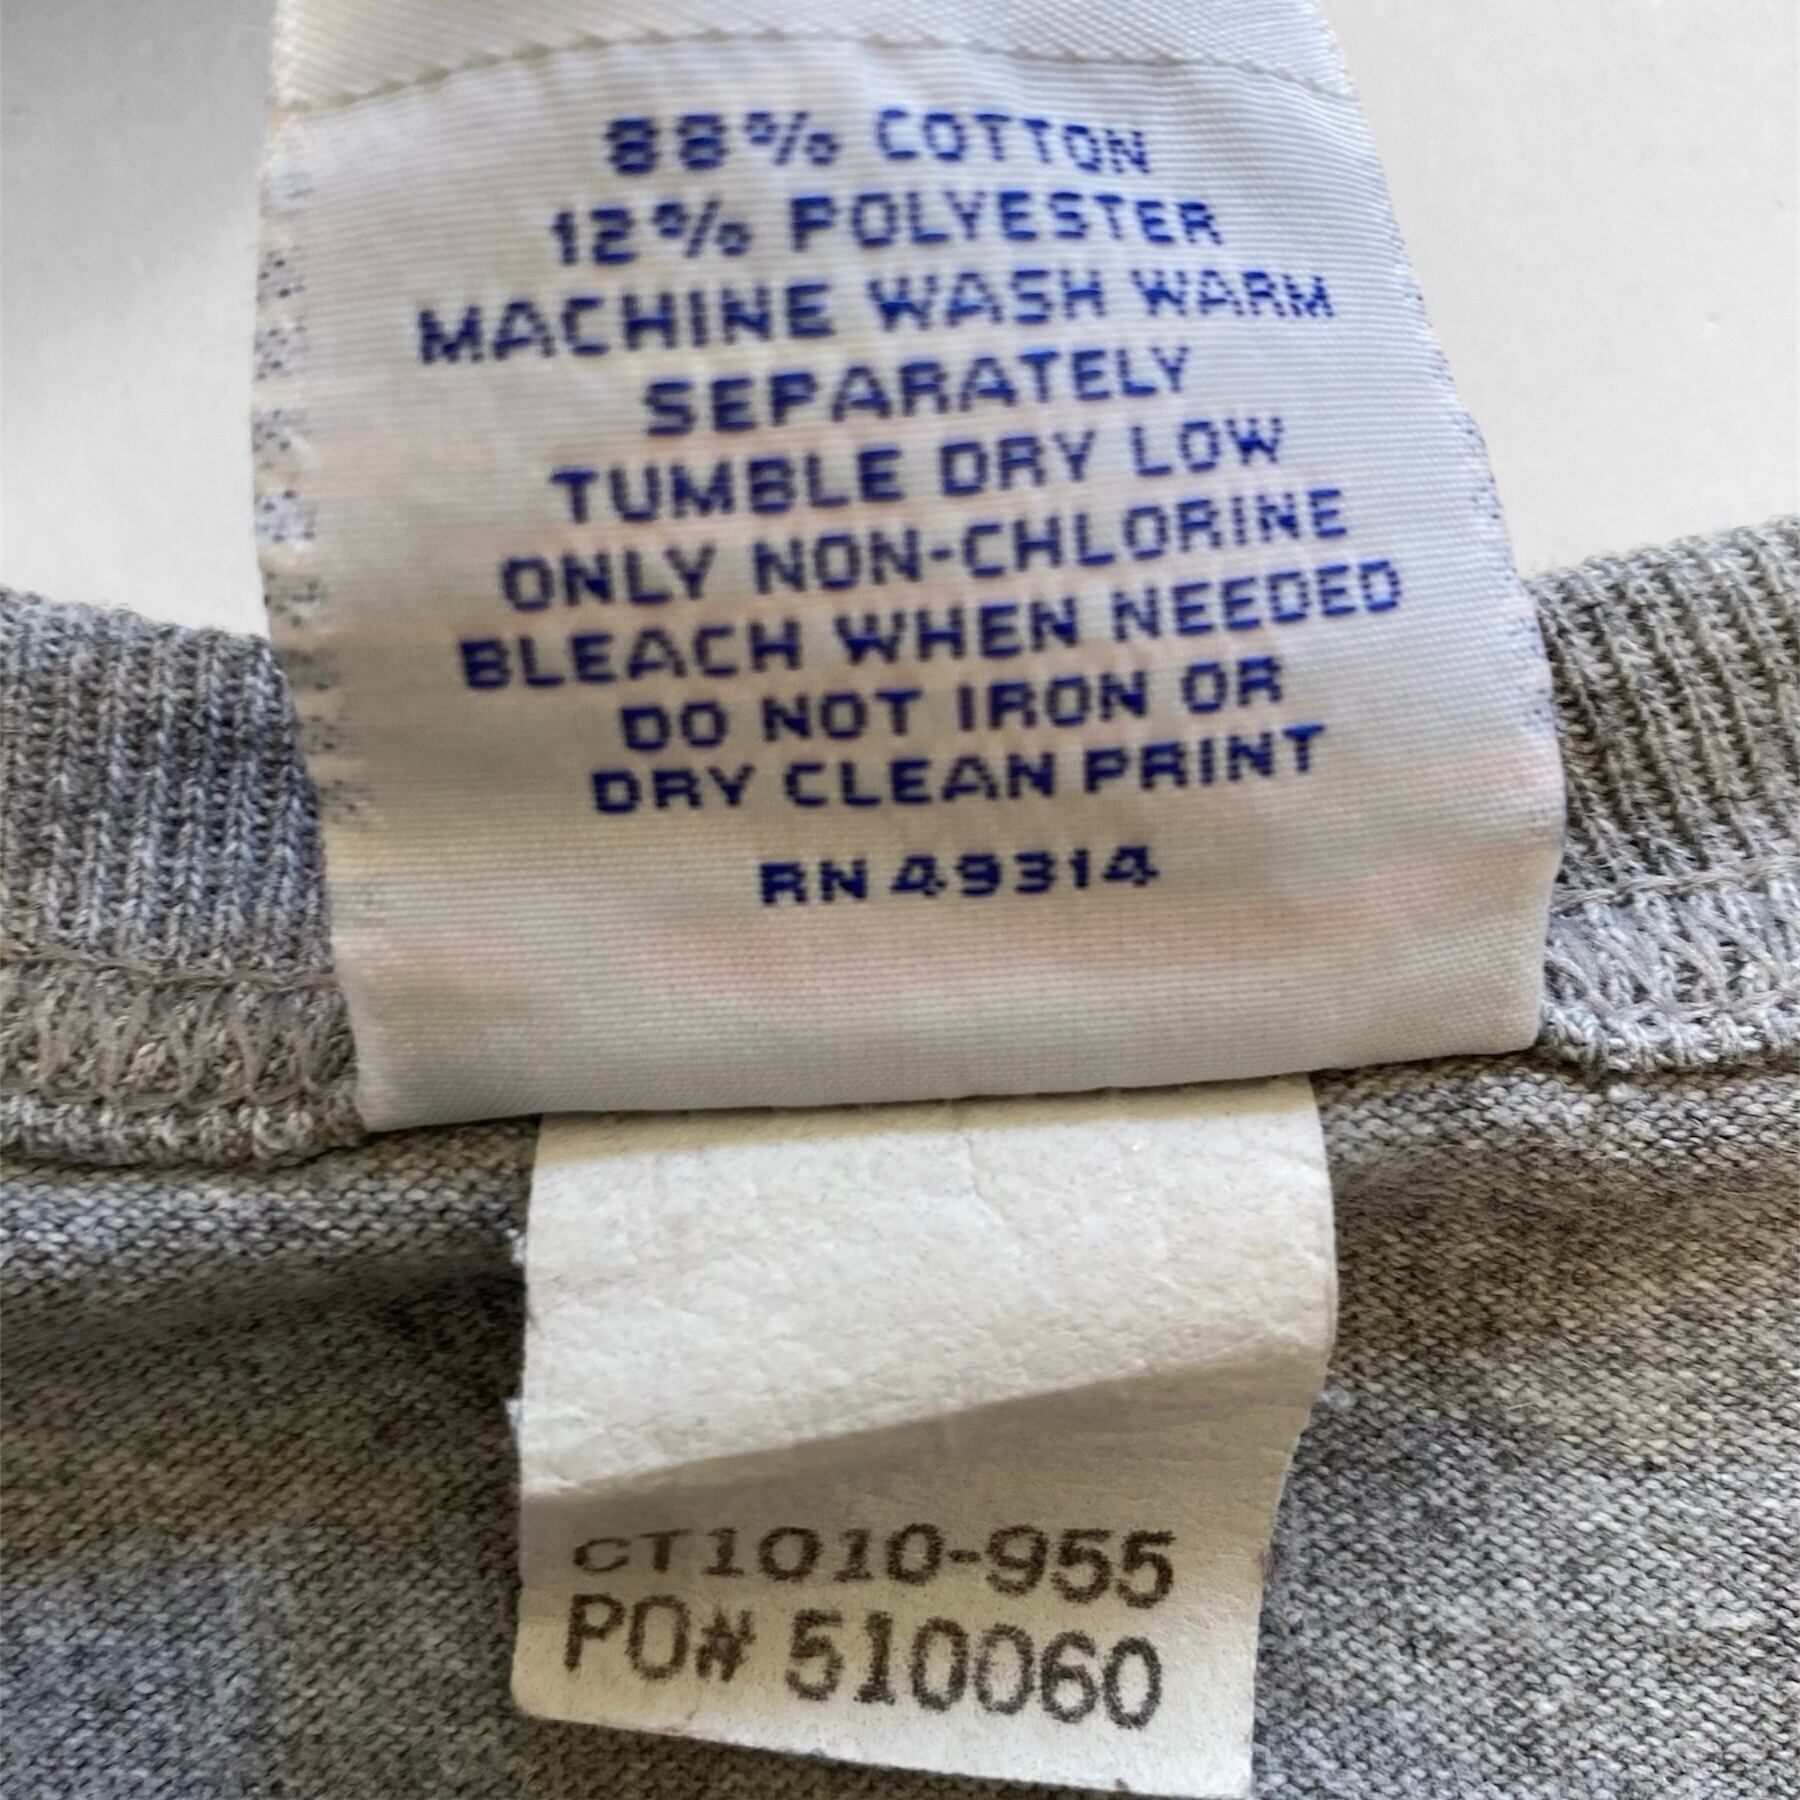 88% COTTON
12% POLYESTER
MACHINE WASH WARM
SEPARATELY
TUMBLE DRY LOW
ONLY NON-CHLORINE
BLEACH WHEN NEEDED
DO NOT IRON OR
DRY CLEAN PRINT
RN 49314
CT1010-955
PO# 510060